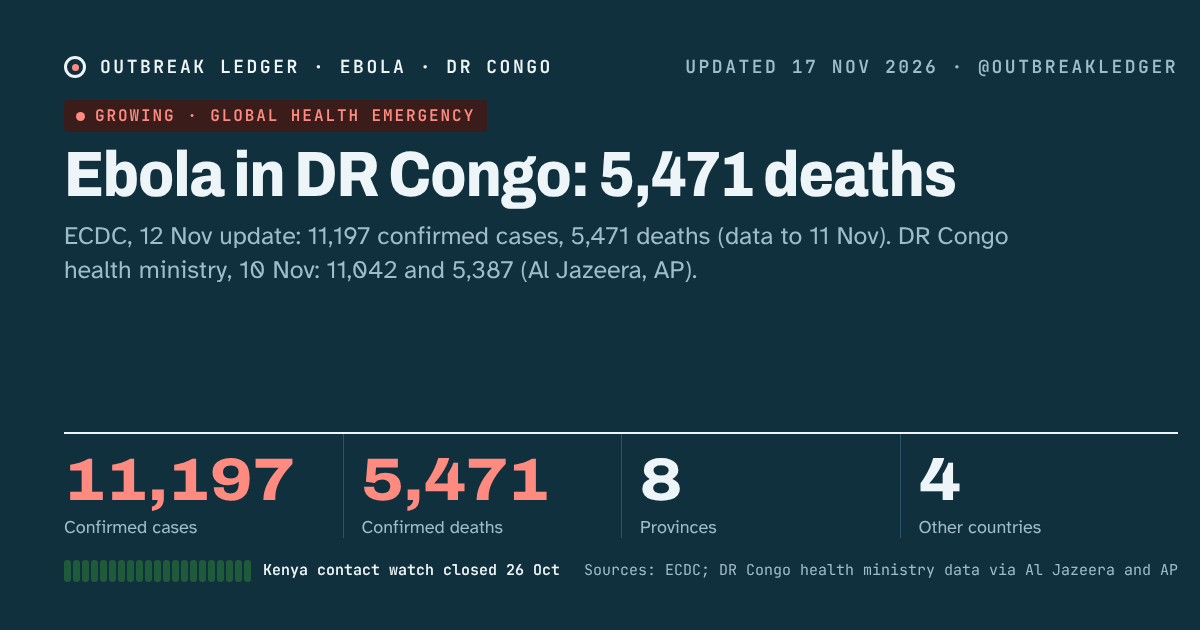 OUTBREAK LEDGER · EBOLA · DR CONGO
UPDATED 17 NOV 2026 · @OUTBREAKLEDGER
GROWING · GLOBAL HEALTH EMERGENCY
Ebola in DR Congo: 5,471 deaths
ECDC, 12 Nov update: 11,197 confirmed cases, 5,471 deaths (data to 11 Nov). DR Congo
health ministry, 10 Nov: 11,042 and 5,387 (Al Jazeera, AP).
11,197
Confirmed cases
5,471
Confirmed deaths
8
Provinces
4
Other countries
Kenya contact watch closed 26 Oct
Sources: ECDC; DR Congo health ministry data via Al Jazeera and AP